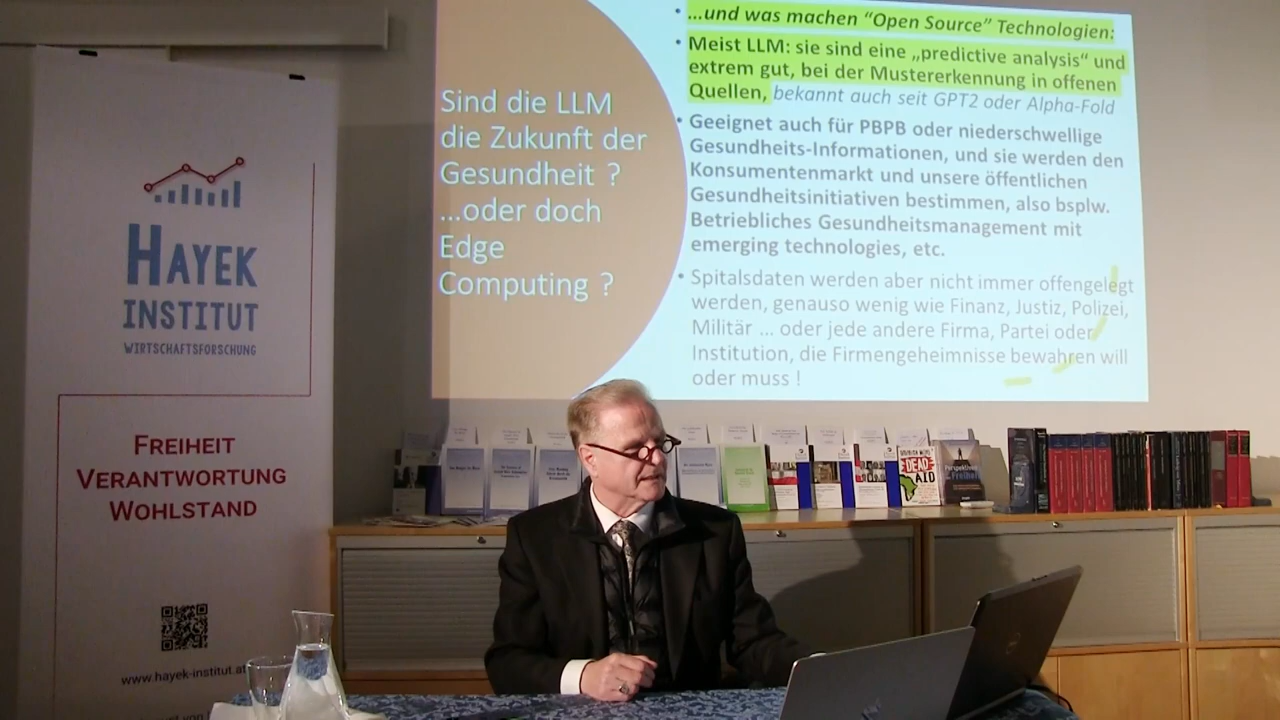 HAYEK
INSTITUT
WIRTSCHAFTSFORSCHUNG
FREIHEIT
VERANTWORTUNG
WOHLSTAND
www.hayek-institut.at
Sind die LLM
die Zukunft der
Gesundheit ?
...oder doch
Edge
Computing ?
...und was machen “Open Source” Technologien:
Meist LLM: sie sind eine „predictive analysis“ und
extrem gut, bei der Mustererkennung in offenen
Quellen, bekannt auch seit GPT2 oder Alpha-Fold
Geeignet auch für PBPB oder niederschwellige
Gesundheits-Informationen, und sie werden den
Konsumentenmarkt und unsere öffentlichen
Gesundheitsinitiativen bestimmen, also bsplw.
Betriebliches Gesundheitsmanagement mit
emerging technologies, etc.
Spitalsdaten werden aber nicht immer offengelegt
werden, genauso wenig wie Finanz, Justiz, Polizei,
Militär ... oder jede andere Firma, Partei oder
Institution, die Firmengeheimnisse bewahren will
oder muss !
DEAD
AID
Perspektiven
Freiheit